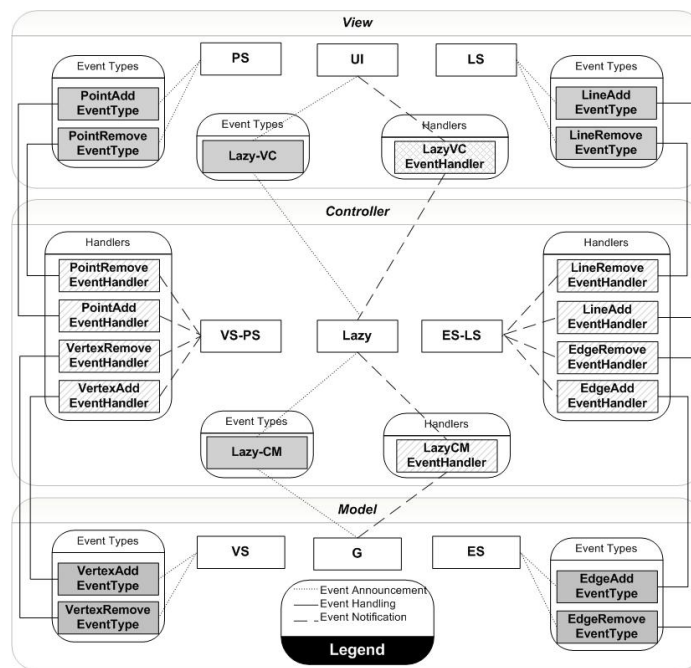 View
Event Types
PointAdd
EventType
PointRemove
EventType
PS
UI
LS
Event Types
LineAdd
EventType
LineRemove
EventType
Event Types
Lazy-VC
Handlers
LazyVC
EventHandler
Controller
Handlers
PointRemove
EventHandler
PointAdd
EventHandler
VertexRemove
EventHandler
VertexAdd
EventHandler
VS-PS
Lazy
ES-LS
Handlers
LineRemove
EventHandler
LineAdd
EventHandler
EdgeRemove
EventHandler
EdgeAdd
EventHandler
Event Types
Lazy-CM
Handlers
LazyCM
EventHandler
Model
Event Types
VertexAdd
EventType
VertexRemove
EventType
VS
G
ES
Event Types
EdgeAdd
EventType
EdgeRemove
EventType
Event Announcement
Event Handling
Event Notification
Legend